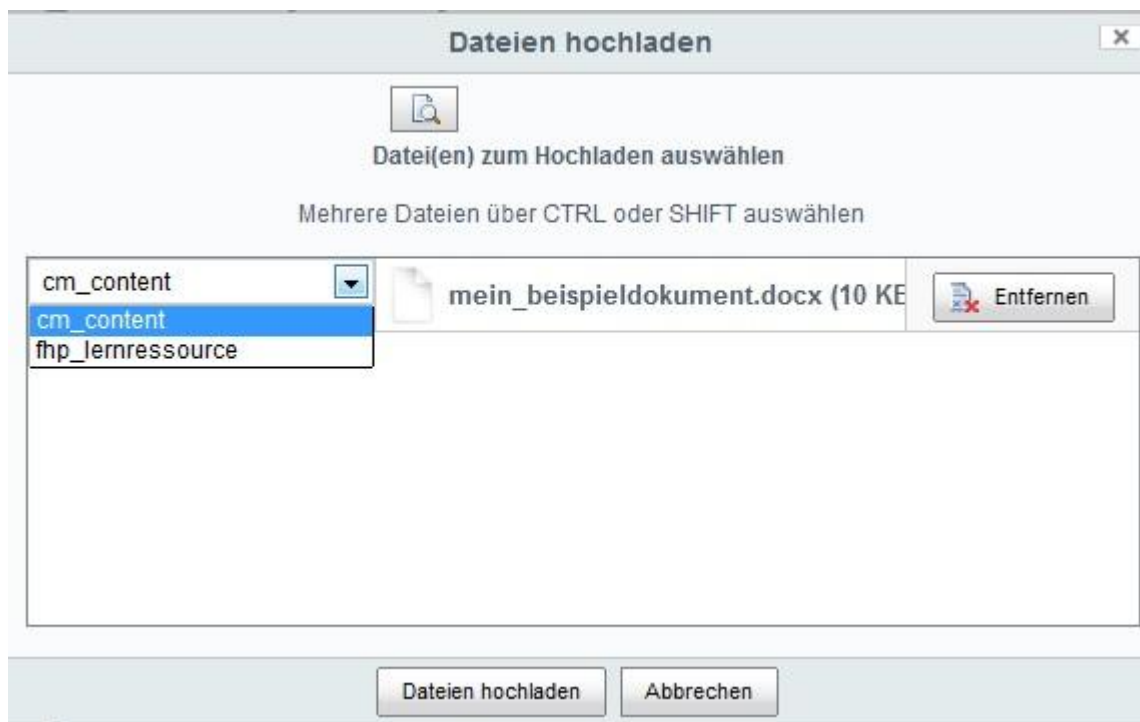 Dateien hochladen
Datei(en) zum Hochladen auswählen
Mehrere Dateien über CTRL oder SHIFT auswählen
cm_content mein_beispieldokument.docx (10 KE Entfernen
cm_content
fhp_lernressource
Dateien hochladen Abbrechen